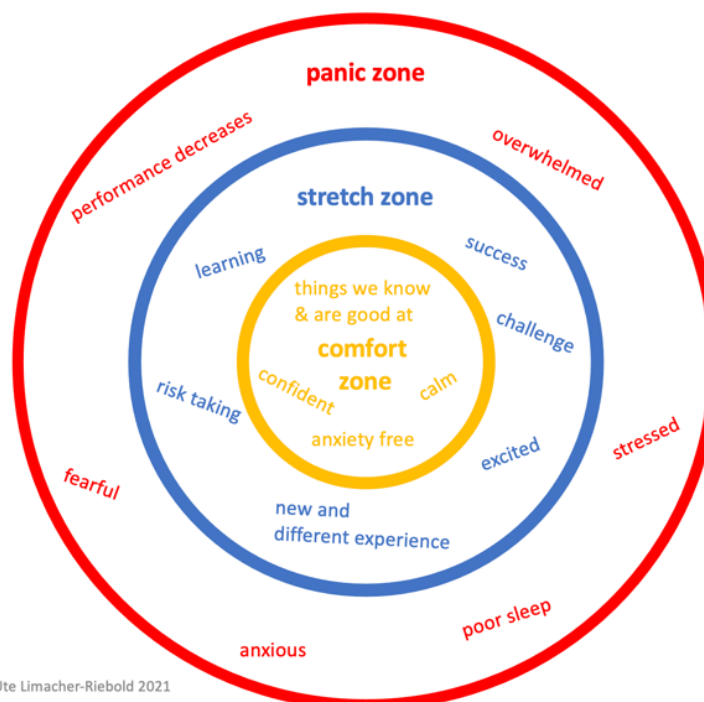 panic zone
performance decreases
overwhelmed
stretch zone
learning
success
things we know
& are good at
challenge
comfort
zone
confident
calm
risk taking
anxiety free
excited
stressed
fearful
new and
different experience
poor sleep
anxious
Ute Limacher-Riebold 2021